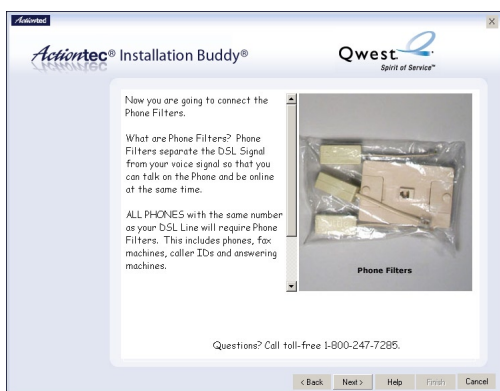 Actiontec
Actiontec® Installation Buddy®
Qwest.
Spirit of Service™
Now you are going to connect the
Phone Filters.
What are Phone Filters? Phone
Filters separate the DSL Signal
from your voice signal so that you
can talk on the Phone and be online
at the same time.
ALL PHONES with the same number
as your DSL Line will require Phone
Filters. This includes phones, fax
machines, caller IDs and answering
machines.
Phone Filters
Questions? Call toll-free 1-800-247-7285.
< Back Next > Help Finish Cancel